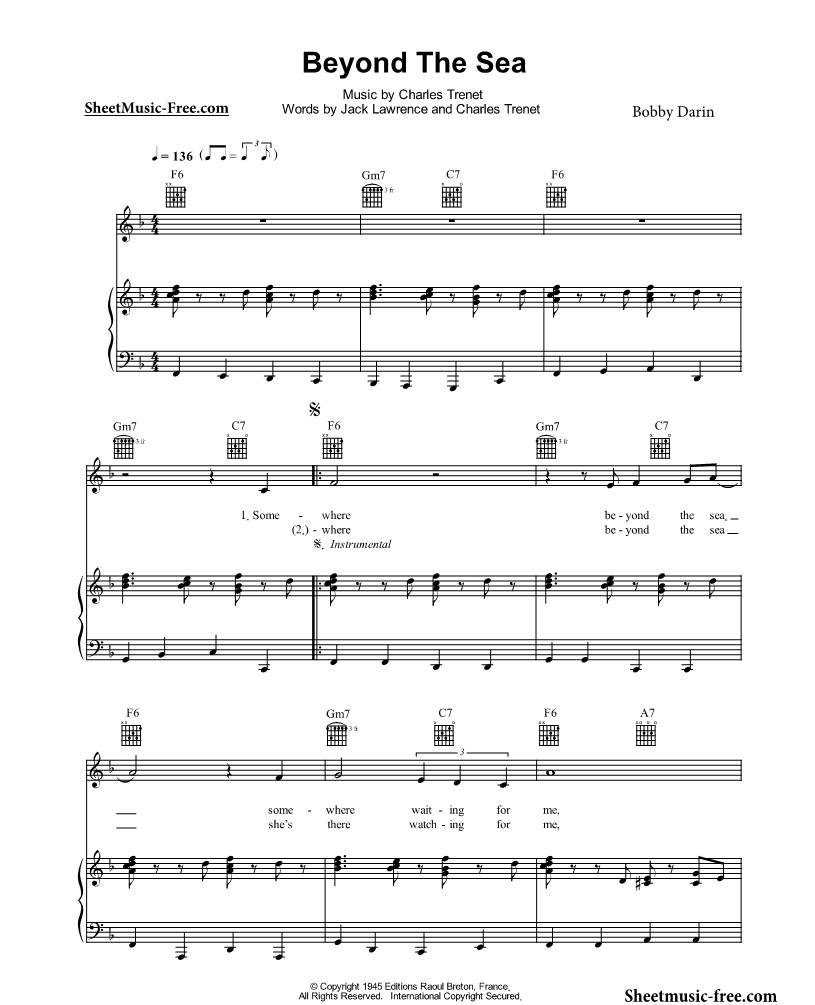 Beyond The Sea
Music by Charles Trenet
SheetMusic-Free.com
Words by Jack Lawrence and Charles Trenet
Bobby Darin
= 136 ( = 3 )
F6 Gm7 C7 F6
3 fr
Gm7 C7 F6 Gm7 C7
3 fr 3 fr
1. Some - where be - yond the sea,
(2.) - where be - yond the sea
Instrumental
F6 Gm7 C7 F6 A7
3 fr
3
some - where wait - ing for me,
she's there watch - ing for me,
© Copyright 1945 Editions Raoul Breton, France.
All Rights Reserved. International Copyright Secured.
Sheetmusic-free.com